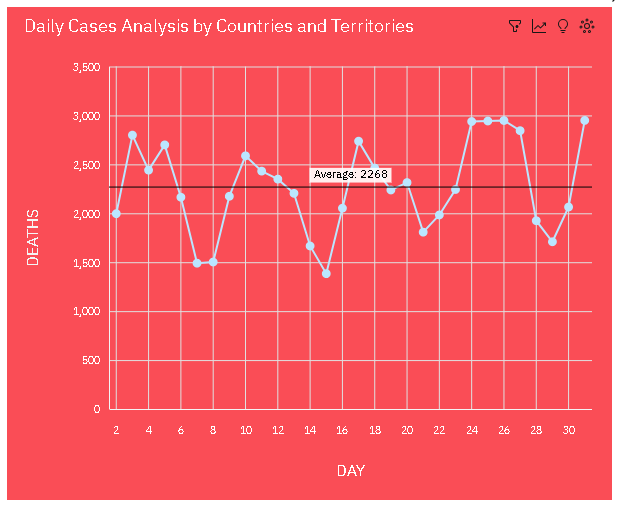 Daily Cases Analysis by Countries and Territories
3,500
3,000
2,500
Average: 2268
2,000
1,500
1,000
500
0
DEATHS
2 4 6 8 10 12 14 16 18 20 22 24 26 28 30
DAY